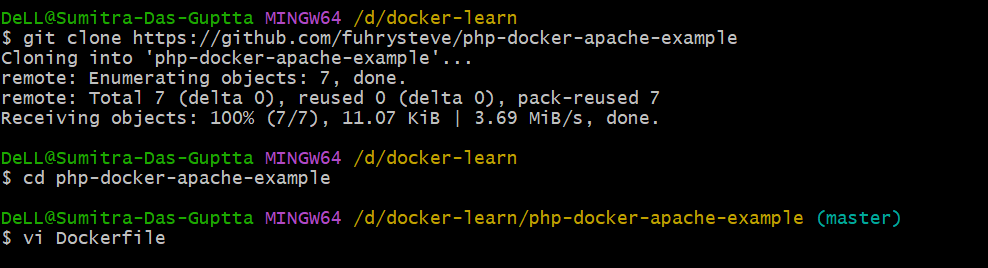 DeLL@Sumitra-Das-Guptta MINGW64 /d/docker-learn
$ git clone https://github.com/fuhrysteve/php-docker-apache-example
Cloning into 'php-docker-apache-example'...
remote: Enumerating objects: 7, done.
remote: Total 7 (delta 0), reused 0 (delta 0), pack-reused 7
Receiving objects: 100% (7/7), 11.07 KiB | 3.69 MiB/s, done.
DeLL@Sumitra-Das-Guptta MINGW64 /d/docker-learn
$ cd php-docker-apache-example
DeLL@Sumitra-Das-Guptta MINGW64 /d/docker-learn/php-docker-apache-example (master)
$ vi Dockerfile